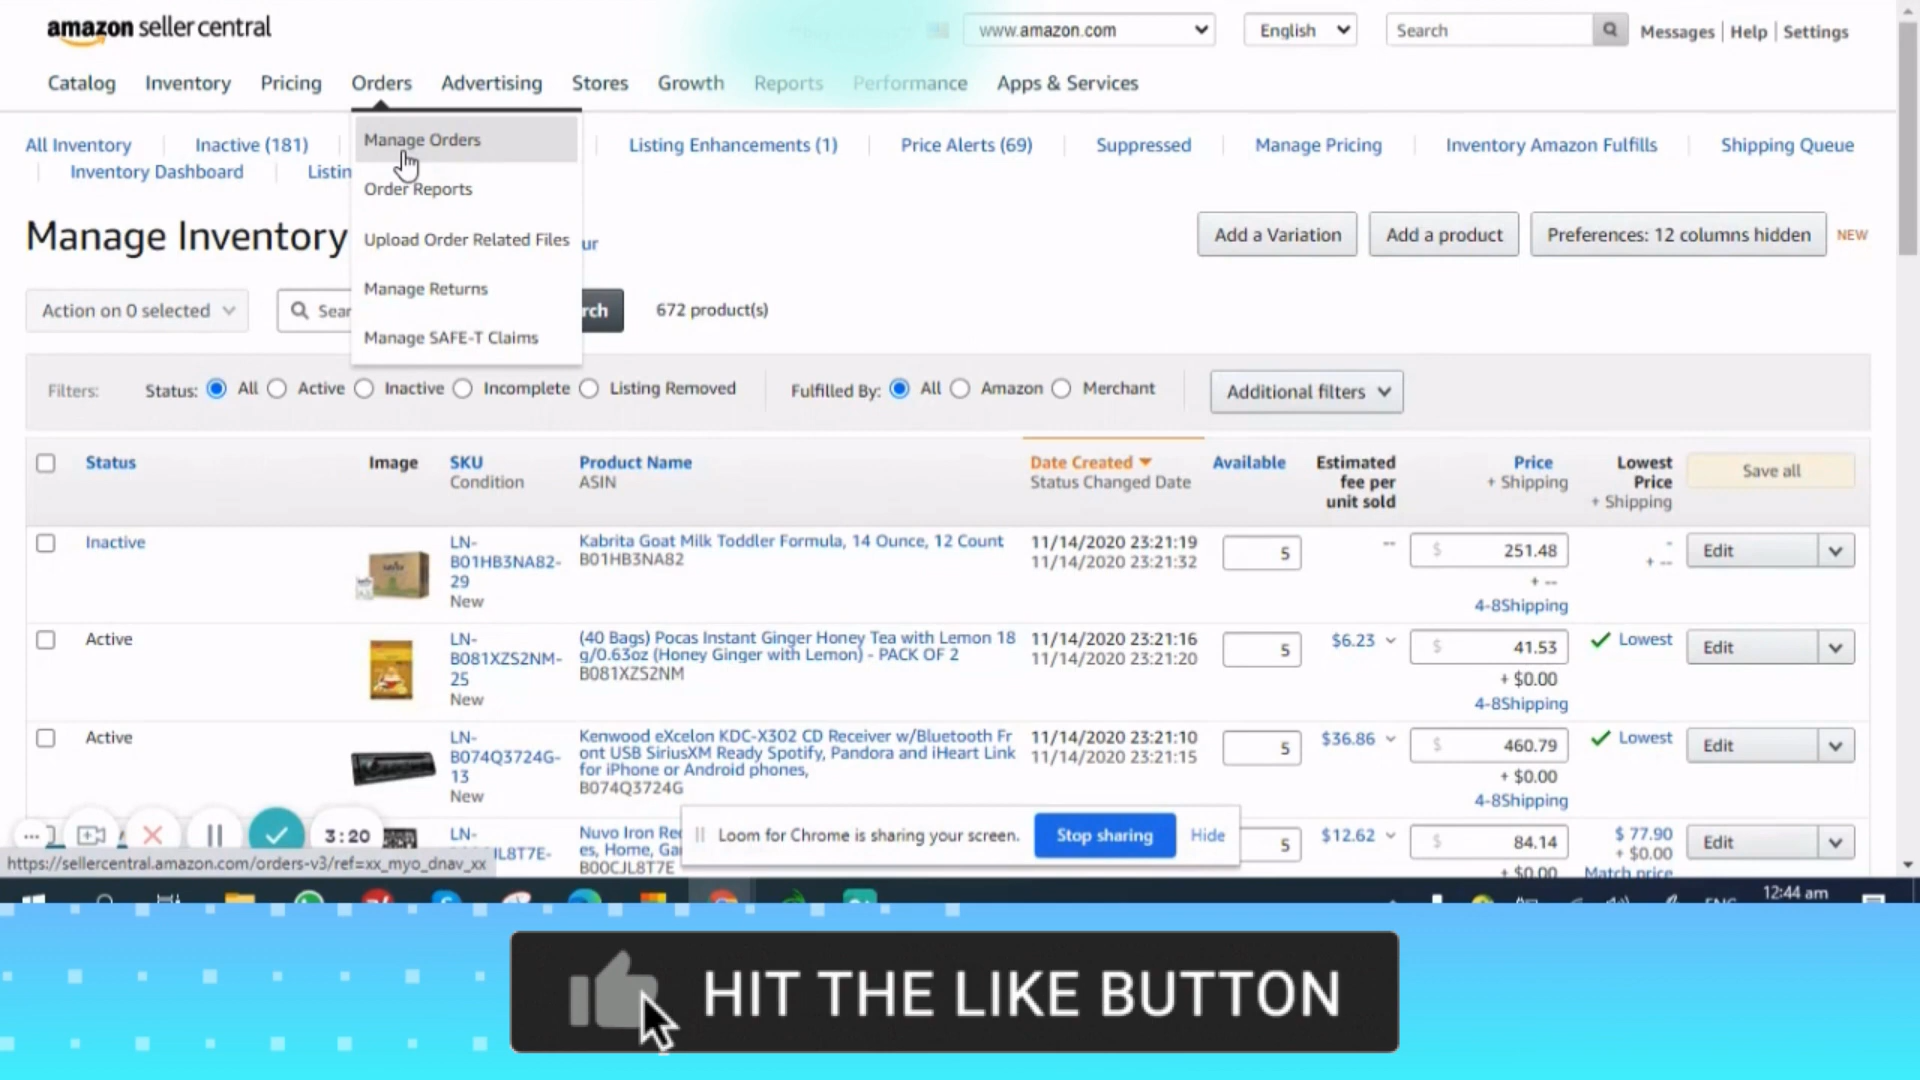 amazon seller central
www.amazon.com
English
Search
Messages | Help | Settings
Catalog Inventory Pricing Orders Advertising Stores Growth Reports Performance Apps & Services
All Inventory Inactive (181) Listing Enhancements (1) Price Alerts (69) Suppressed Manage Pricing Inventory Amazon Fulfills Shipping Queue
Inventory Dashboard
Manage Orders
Order Reports
Upload Order Related Files
Manage Returns
Manage SAFE-T Claims
Manage Inventory
Add a Variation
Add a product
Preferences: 12 columns hidden
NEW
Action on 0 selected
672 product(s)
Filters: Status: All Active Inactive Incomplete Listing Removed Fulfilled By: All Amazon Merchant
Additional filters
Status Image SKU Product Name Date Created Available Estimated Price Lowest Save all
Condition ASIN Status Changed Date fee per + Shipping Price
unit sold + Shipping
Inactive
LN-
B01HB3NA82-
29
New
Kabrita Goat Milk Toddler Formula, 14 Ounce, 12 Count
B01HB3NA82
11/14/2020 23:21:19
11/14/2020 23:21:32
5
--
$ 251.48
+ --
4-8Shipping
-
+ --
Edit
Active
LN-
B081XZS2NM-
25
New
(40 Bags) Pocas Instant Ginger Honey Tea with Lemon 18
g/0.63oz (Honey Ginger with Lemon) - PACK OF 2
B081XZS2NM
11/14/2020 23:21:16
11/14/2020 23:21:20
5
$6.23
$ 41.53
+ $0.00
4-8Shipping
Lowest
Edit
Active
LN-
B074Q3724G-
13
New
Kenwood eXcelon KDC-X302 CD Receiver w/Bluetooth Fr
ont USB SiriusXM Ready Spotify, Pandora and iHeart Link
for iPhone or Android phones,
B074Q3724G
11/14/2020 23:21:10
11/14/2020 23:21:15
5
$36.86
$ 460.79
+ $0.00
4-8Shipping
Lowest
Edit
LN-
Nuvo Iron
es, Home,
B00CJL8T7E
5
$12.62
$ 84.14
+ $0.00
$ 77.90
+ $0.00
Match price
Edit
3:20
Loom for Chrome is sharing your screen.
Stop sharing
Hide
https://sellercentral.amazon.com/orders-v3/ref=xx_myo_dnav_xx
12:44 am
HIT THE LIKE BUTTON